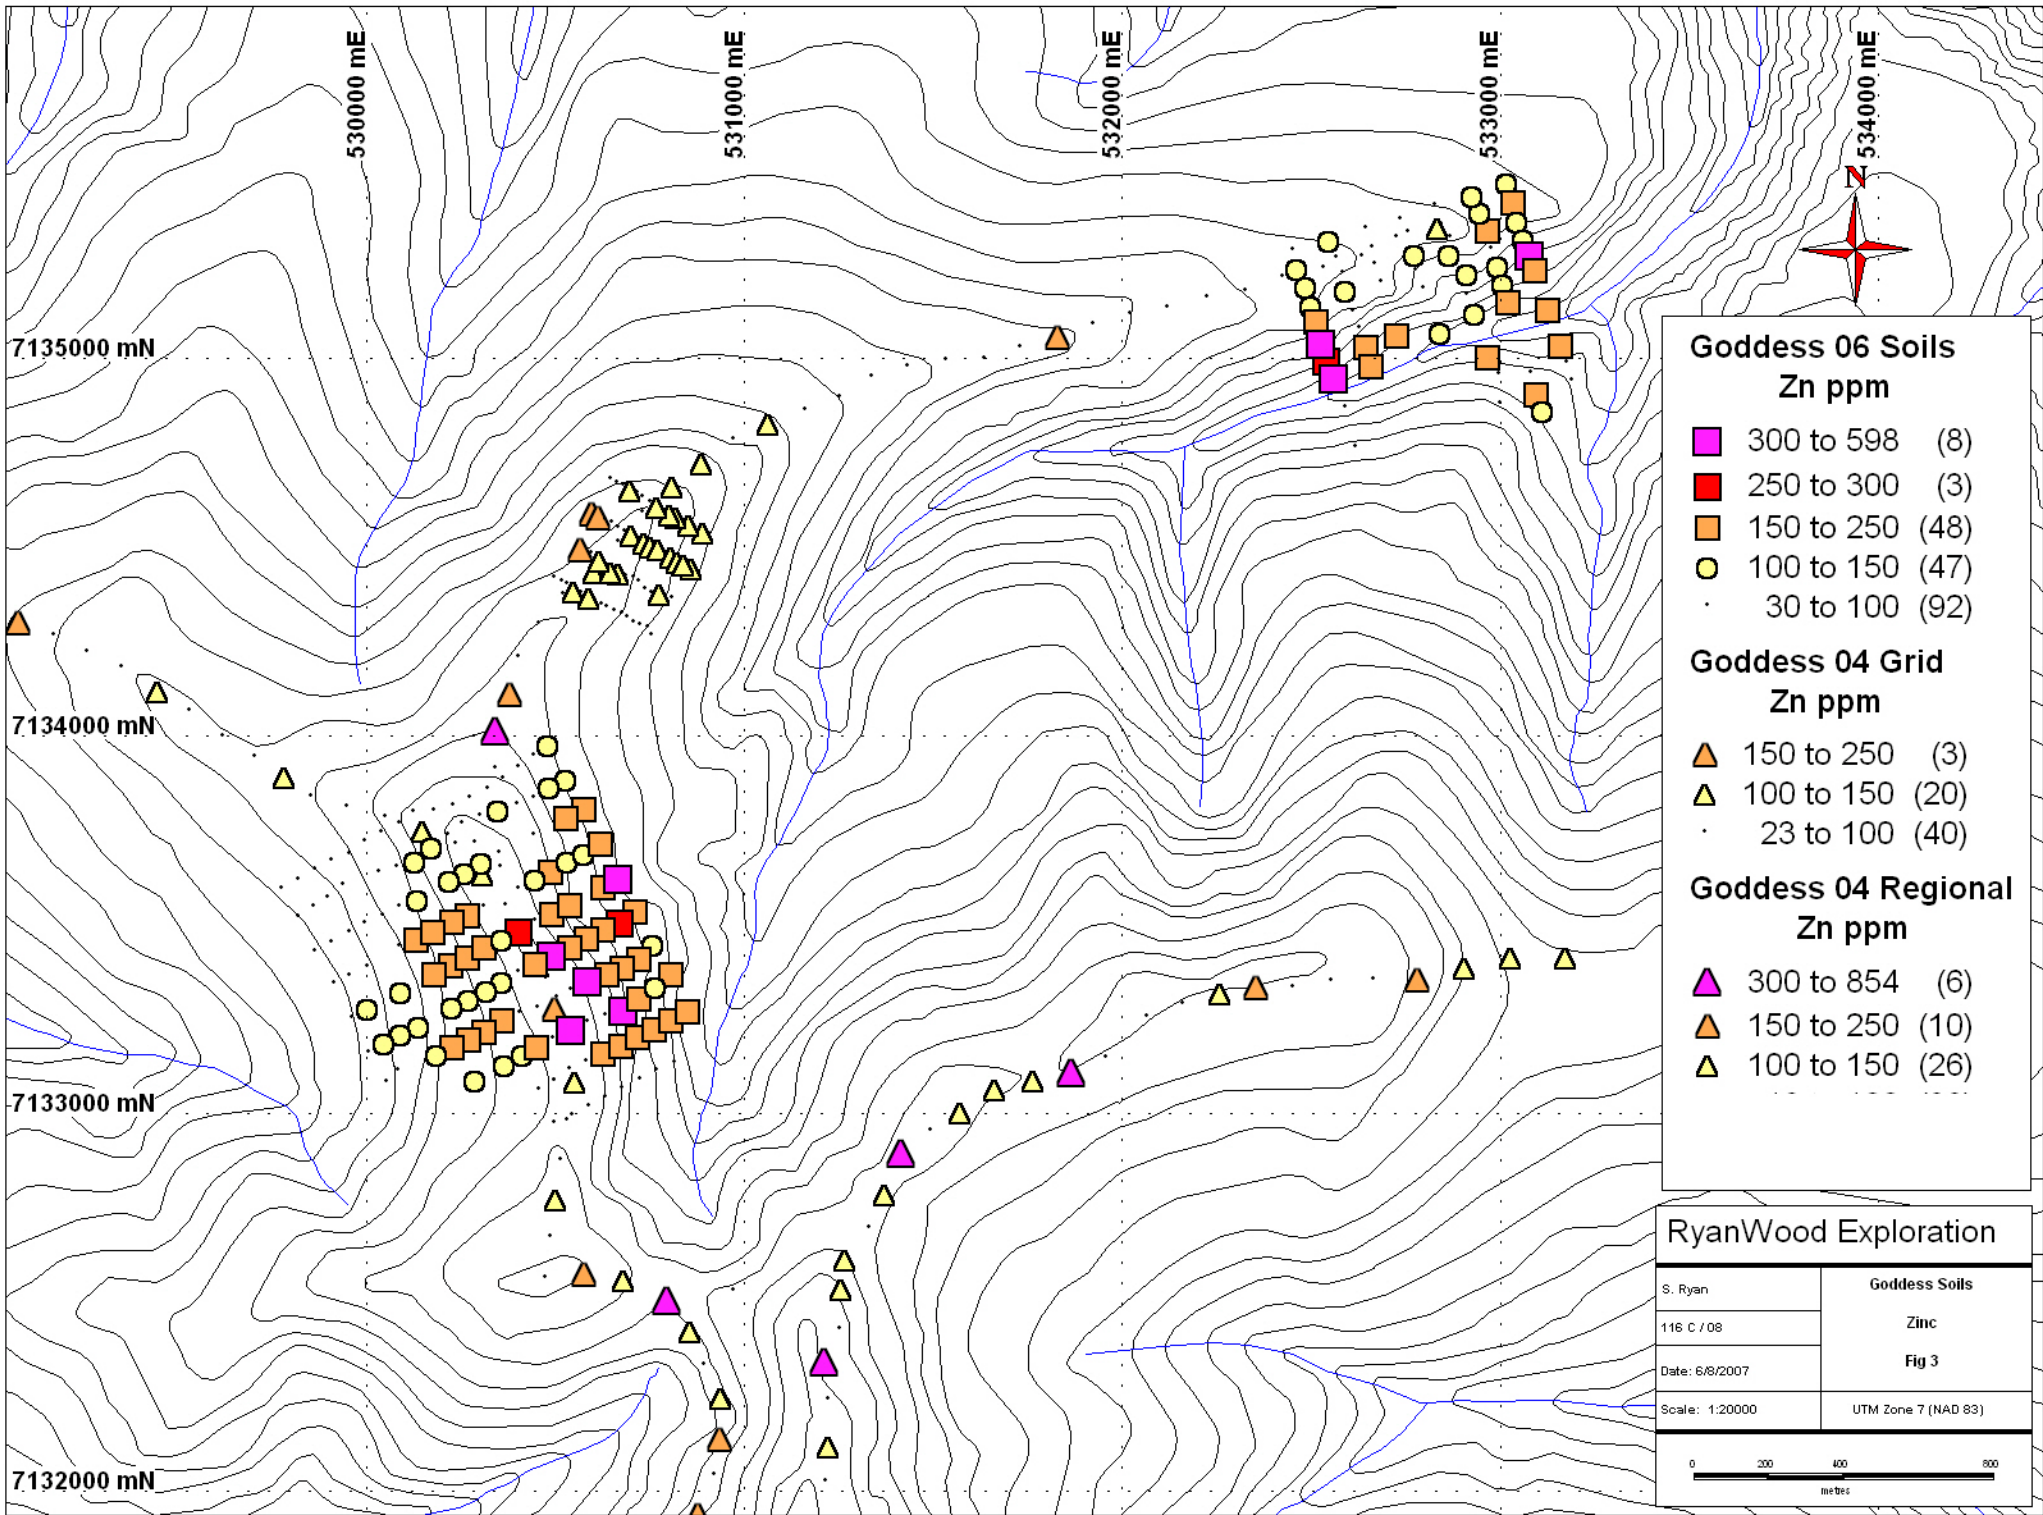 530000 mE
531000 mE
532000 mE
533000 mE
534000 mE
N
7135000 mN
7134000 mN
7133000 mN
7132000 mN
Goddess 06 Soils
Zn ppm
300 to 598 (8)
250 to 300 (3)
150 to 250 (48)
100 to 150 (47)
30 to 100 (92)
Goddess 04 Grid
Zn ppm
150 to 250 (3)
100 to 150 (20)
23 to 100 (40)
Goddess 04 Regional
Zn ppm
300 to 854 (6)
150 to 250 (10)
100 to 150 (26)
RyanWood Exploration
S. Ryan
116 C / 08
Date: 6/8/2007
Scale: 1:20000
Goddess Soils
Zinc
Fig 3
UTM Zone 7 (NAD 83)
0 200 400 800
metres